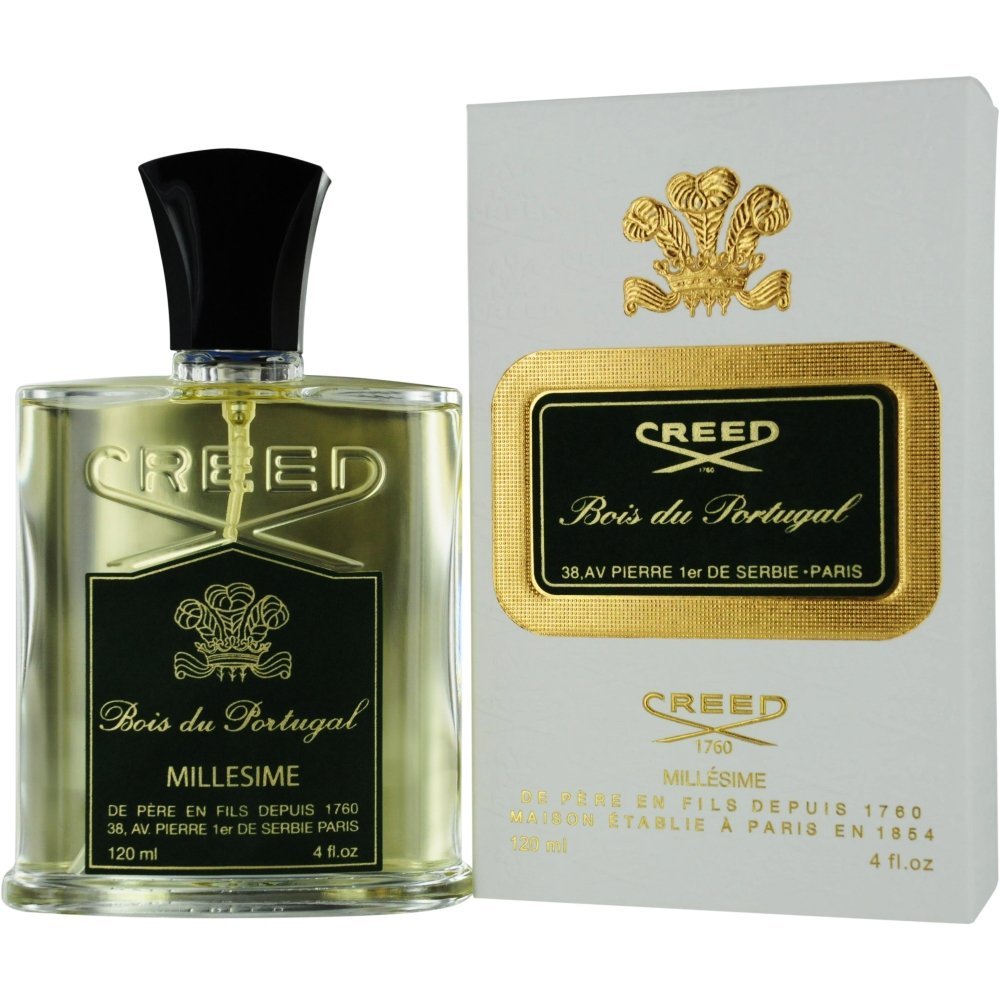 CREED
Bois du Portugal
MILLESIME
DE PÈRE EN FILS DEPUIS 1760
38, AV. PIERRE 1er DE SERBIE PARIS
120 ml 4 fl.oz
CREED
1760
Bois du Portugal
38,AV PIERRE 1er DE SERBIE • PARIS
CREED
1760
MILLÉSIME
DE PÈRE EN FILS DEPUIS 1760
MAISON ÉTABLIE À PARIS EN 1854
120 ml 4 fl.oz